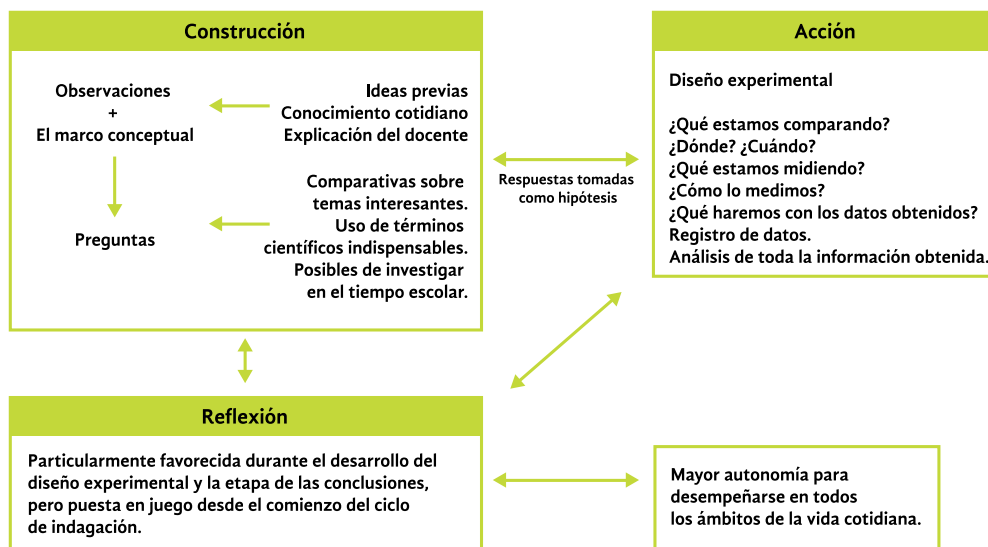 Construcción
Observaciones
+
El marco conceptual
Ideas previas
Conocimiento cotidiano
Explicación del docente
Preguntas
Comparativas sobre
temas interesantes.
Uso de términos
científicos indispensables.
Posibles de investigar
en el tiempo escolar.
Respuestas tomadas
como hipótesis
Acción
Diseño experimental
¿Qué estamos comparando?
¿Dónde? ¿Cuándo?
¿Qué estamos midiendo?
¿Cómo lo medimos?
¿Qué haremos con los datos obtenidos?
Registro de datos.
Análisis de toda la información obtenida.
Reflexión
Particularmente favorecida durante el desarrollo del
diseño experimental y la etapa de las conclusiones,
pero puesta en juego desde el comienzo del ciclo
de indagación.
Mayor autonomía para
desempeñarse en todos
los ámbitos de la vida cotidiana.